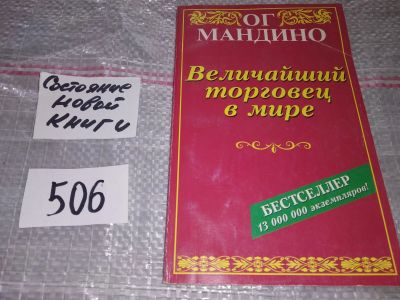 Состояние
новой
книги
506
ОГ
МАНДИНО
Величайший
торговец
в мире
БЕСТСЕЛЛЕР
13 000 000 экземпляров!